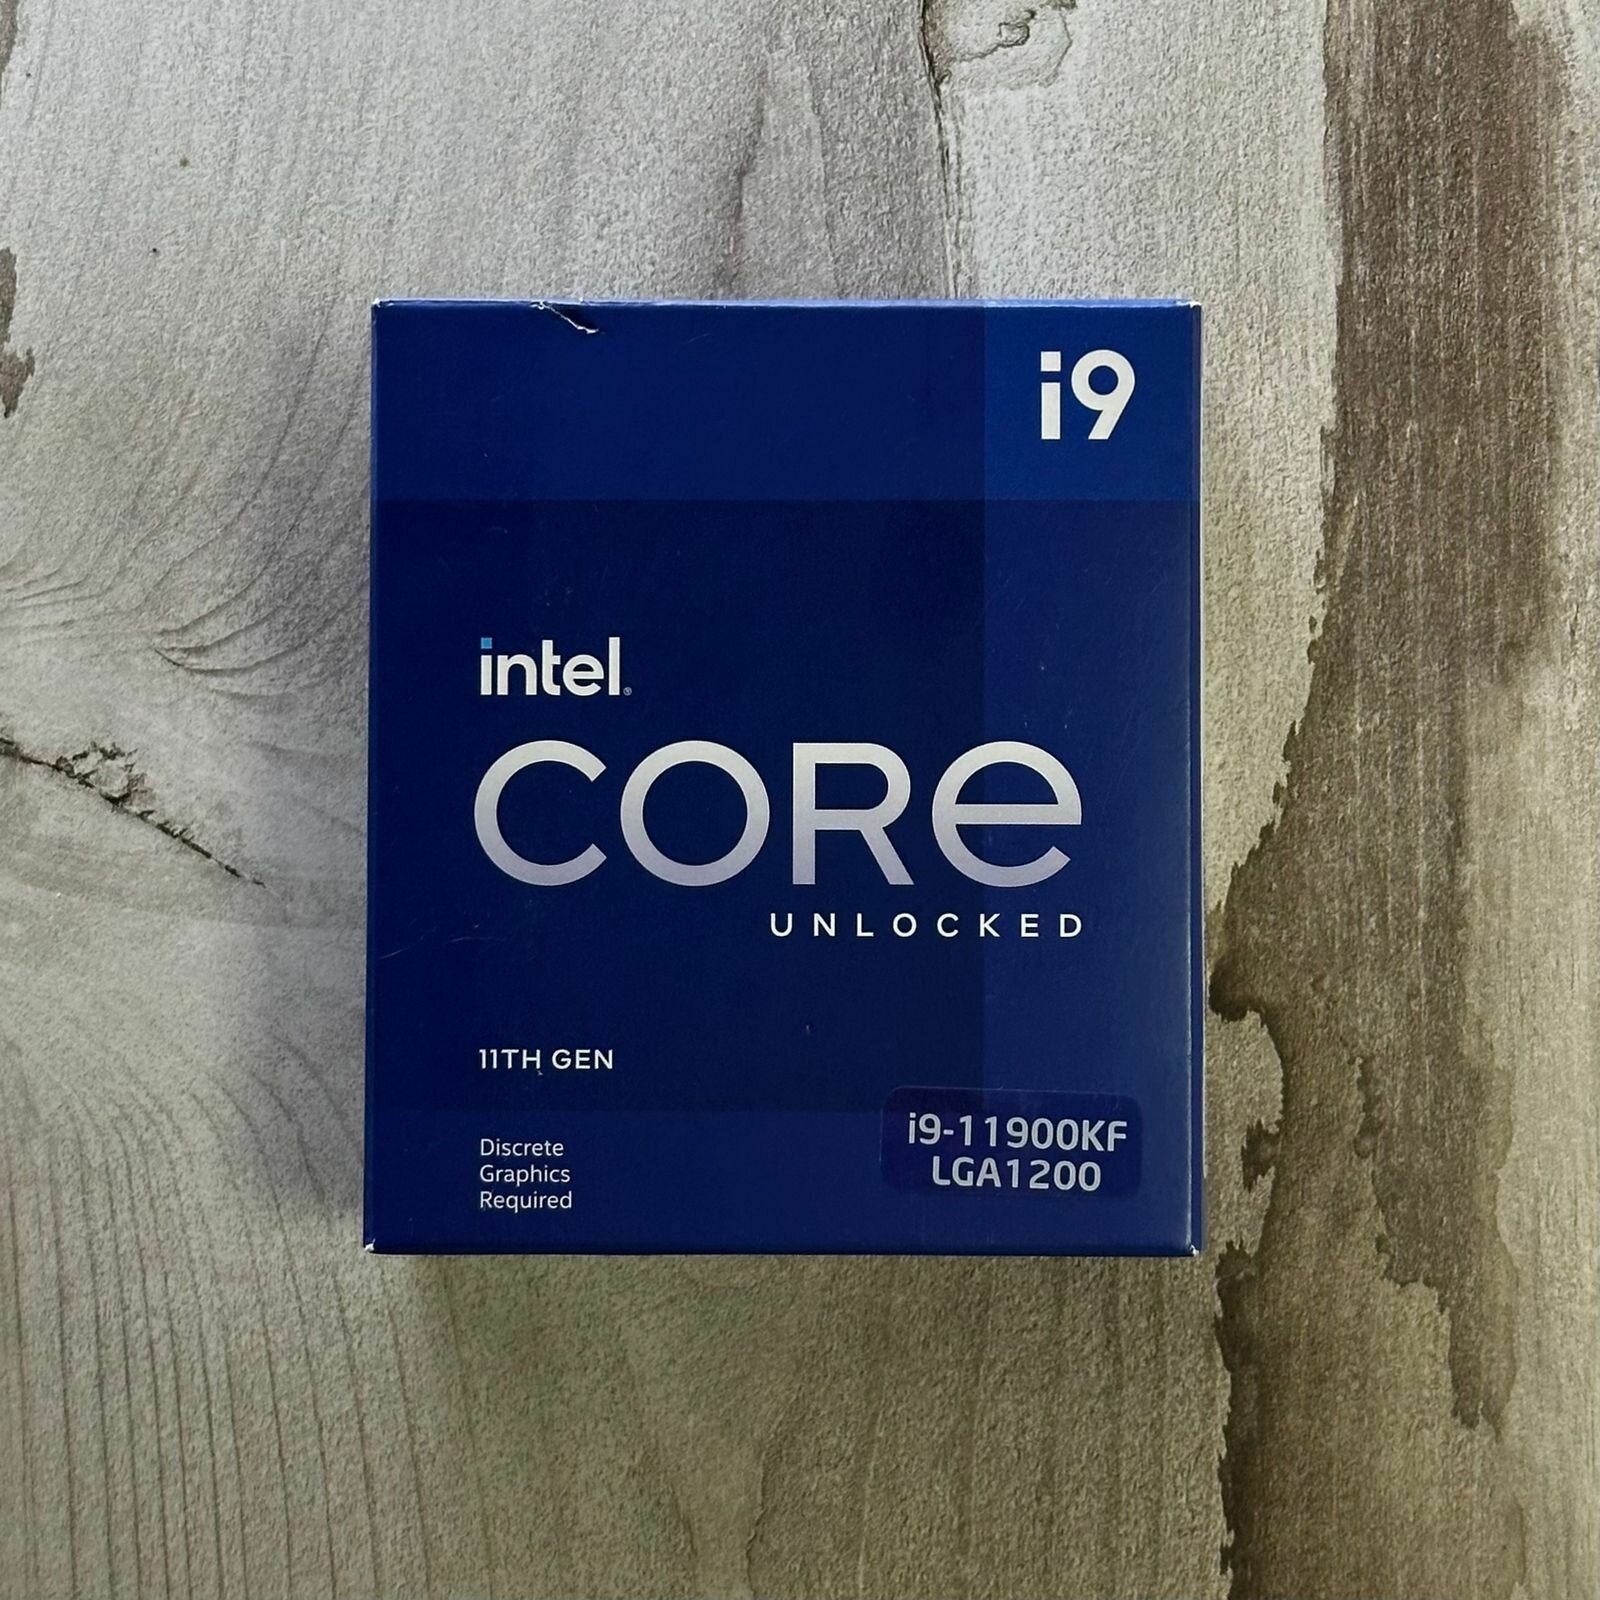 i9
intel®
CORE
UNLOCKED
11TH GEN
Discrete
Graphics
Required
i9-11900KF
LGA1200